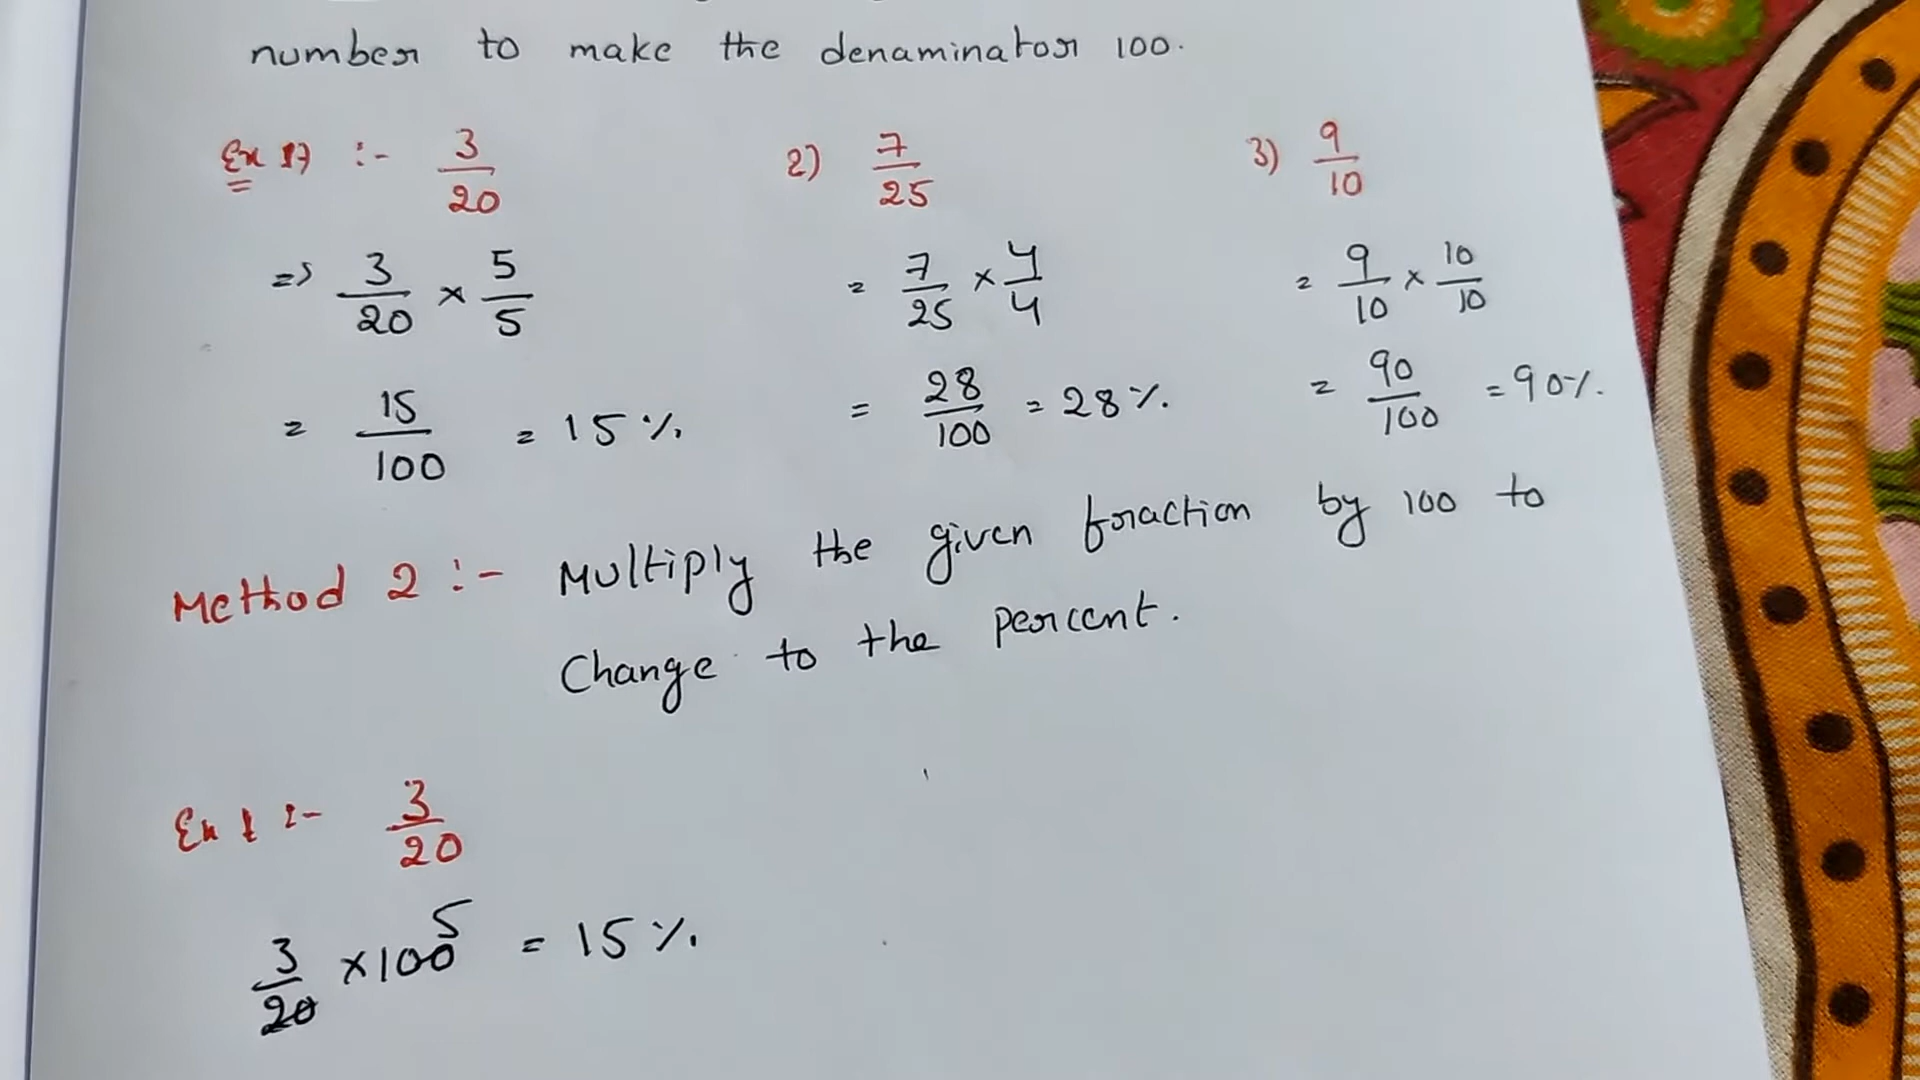 number to make the denaminator 100.
Ex 1) :- 3/20 2) 7/25 3) 9/10
=> 3/20 × 5/5 = 7/25 × 4/4 = 9/10 × 10/10
= 15/100 = 15% = 28/100 = 28% = 90/100 = 90%.
Method 2 :- Multiply the given fraction by 100 to
Change to the percent.
Ex 1 :- 3/20
3/20 × 100 5 = 15%